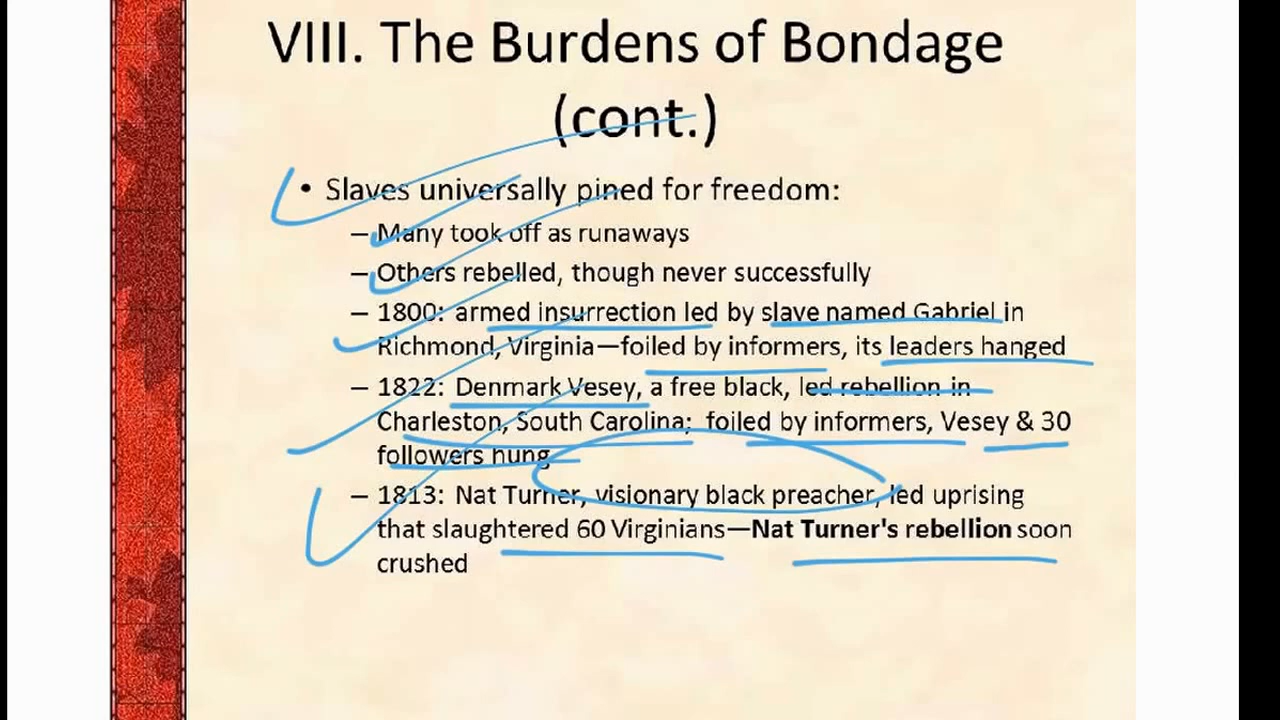 VIII. The Burdens of Bondage
(cont.)
• Slaves universally pined for freedom:
– Many took off as runaways
– Others rebelled, though never successfully
– 1800: armed insurrection led by slave named Gabriel in
Richmond, Virginia—foiled by informers, its leaders hanged
– 1822: Denmark Vesey, a free black, led rebellion in
Charleston, South Carolina; foiled by informers, Vesey & 30
followers hung
– 1813: Nat Turner, visionary black preacher, led uprising
that slaughtered 60 Virginians—Nat Turner's rebellion soon
crushed